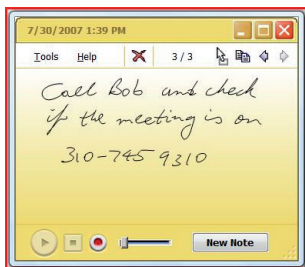 7/30/2007 1:39 PM
Tools Help 3 / 3
Call Bob and check
if the meeting is on
310-745 9310
New Note